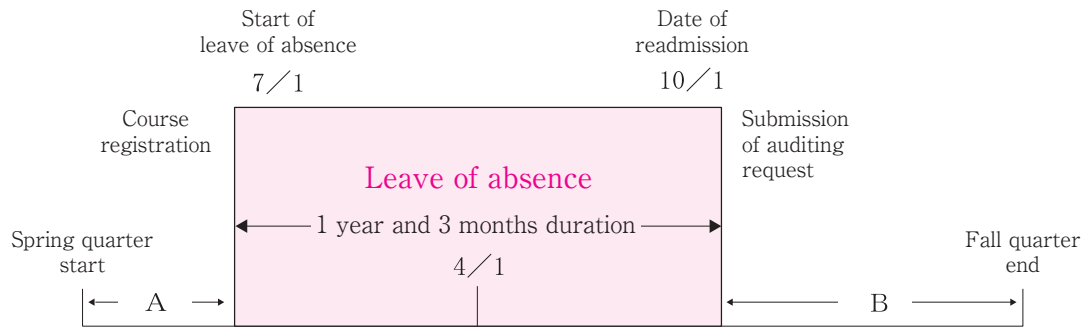 Start of
leave of absence
7／1
Date of
readmission
10／1
Course
registration
Submission
of auditing
request
Leave of absence
1 year and 3 months duration
4／1
Spring quarter
start
Fall quarter
end
A
B